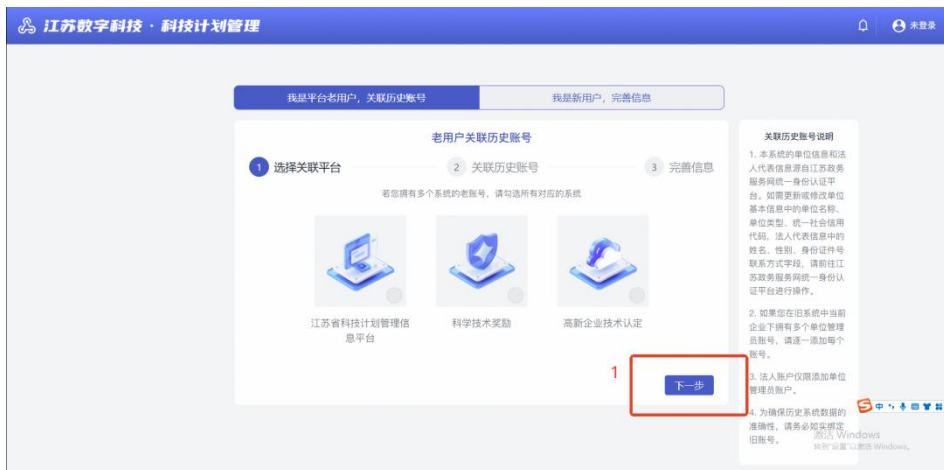 江苏数字科技 · 科技计划管理
未登录
我是平台老用户，关联历史账号
我是新用户，完善信息
老用户关联历史账号
1 选择关联平台
2 关联历史账号
3 完善信息
若您拥有多个系统的老账号，请勾选所有对应的系统
江苏省科技计划管理信
息平台
科学技术奖励
高新企业技术认定
1
下一步
关联历史账号说明
1. 本系统的单位信息和法
人代表信息源自江苏政务
服务网统一身份认证平
台。如需更新或修改单位
基本信息中的单位名称、
单位类型、统一社会信用
代码，法人代表信息中的
姓名、性别、身份证件号
联系方式字段，请前往江
苏政务服务网统一身份认
证平台进行操作。
2. 如果您在旧系统中当前
企业下拥有多个单位管理
员账号，请逐一添加每个
账号。
3. 法人账户仅限添加单位
管理员账户。
4. 为确保历史系统数据的
准确性，请务必如实绑定
旧账号。
中
激活 Windows
转到"设置"以激活 Windows。